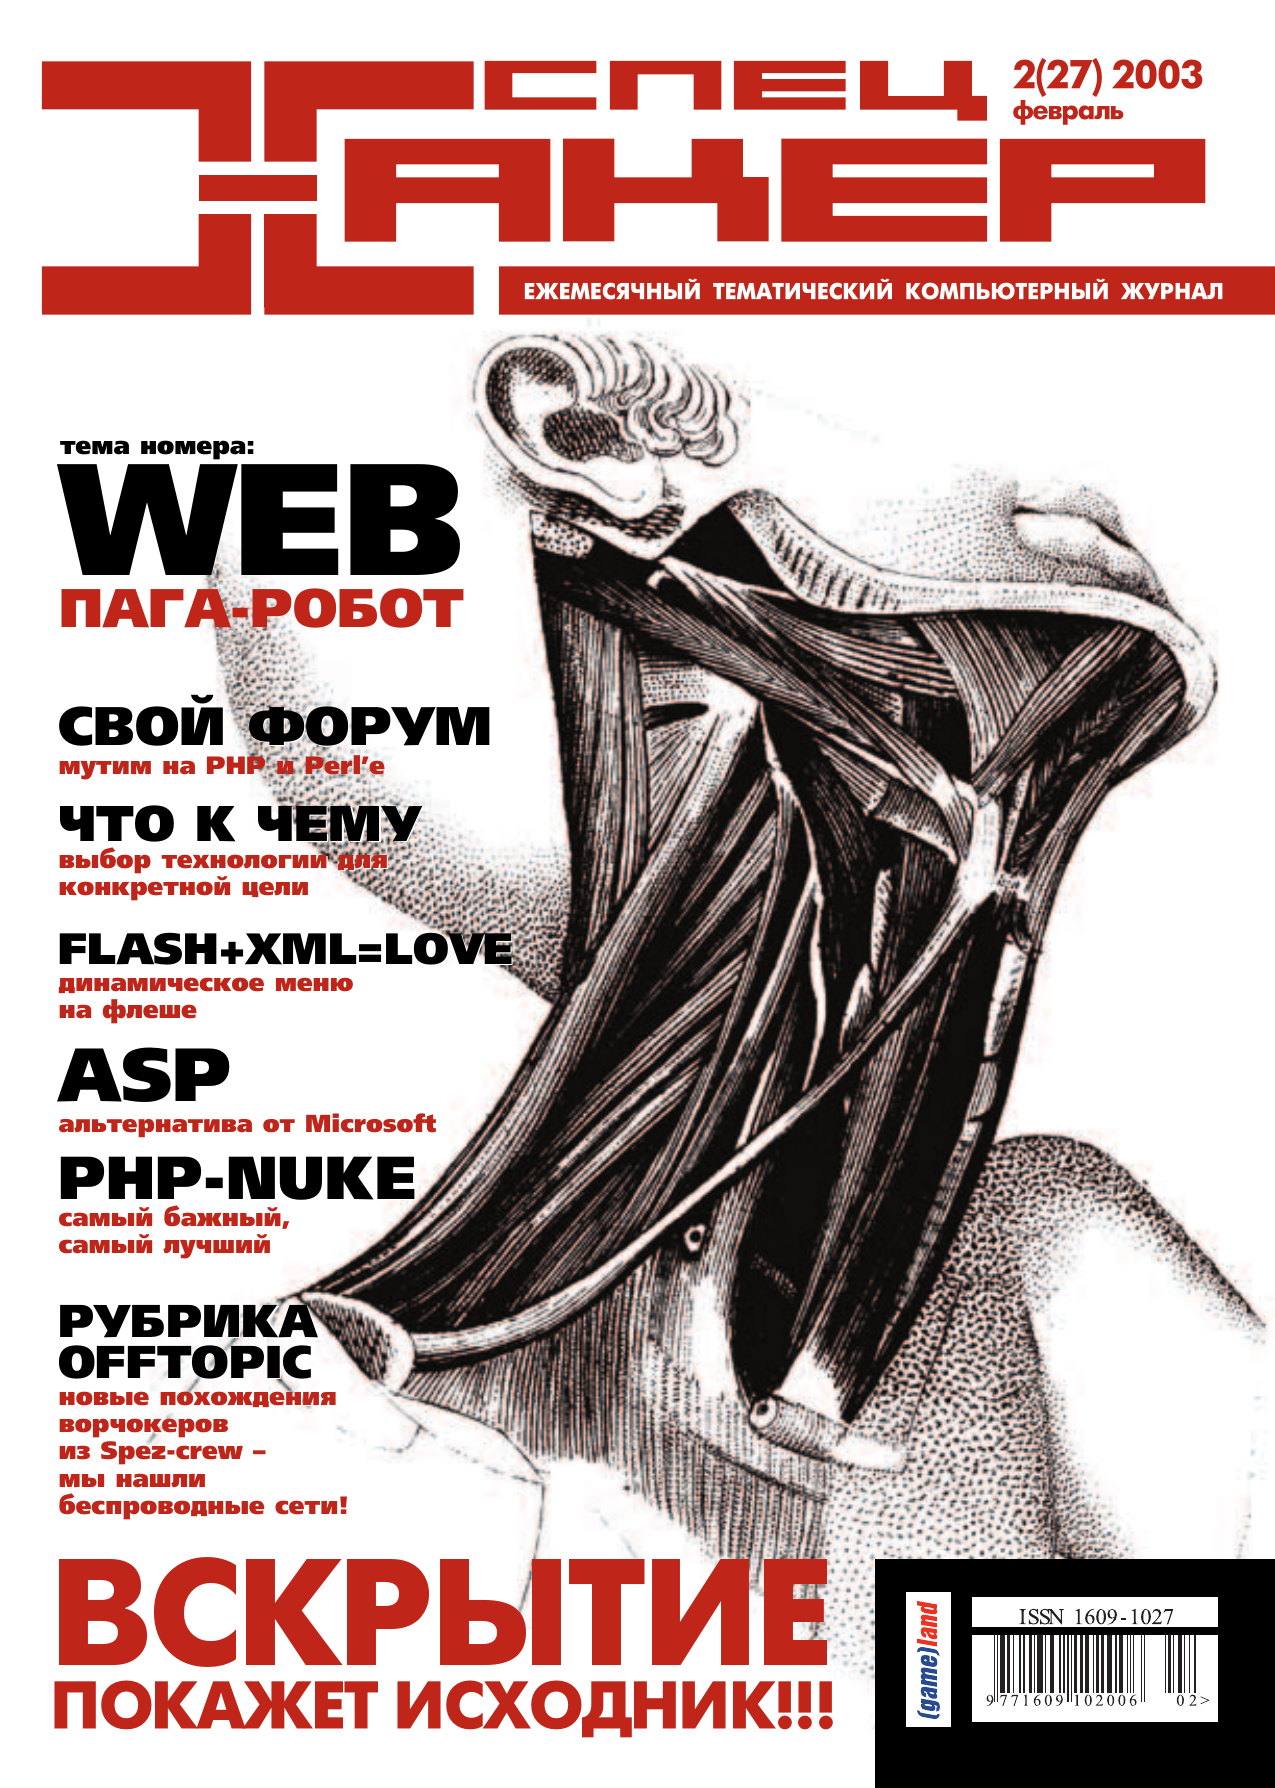 СПЕЦ
ХАКЕР
2(27) 2003
февраль
ЕЖЕМЕСЯЧНЫЙ ТЕМАТИЧЕСКИЙ КОМПЬЮТЕРНЫЙ ЖУРНАЛ
тема номера:
WEB
ПАГА-РОБОТ
СВОЙ ФОРУМ
мутим на PHP и Perl'е
ЧТО К ЧЕМУ
выбор технологии для
конкретной цели
FLASH+XML=LOVE
динамическое меню
на флеше
ASP
альтернатива от Microsoft
PHP-NUKE
самый бажный,
самый лучший
РУБРИКА
OFFTOPIC
новые похождения
ворчокеров
из Spez-crew –
мы нашли
беспроводные сети!
ВСКРЫТИЕ
ПОКАЖЕТ ИСХОДНИК!!!
(game)land
ISSN 1609-1027
9 771609 102006 02>